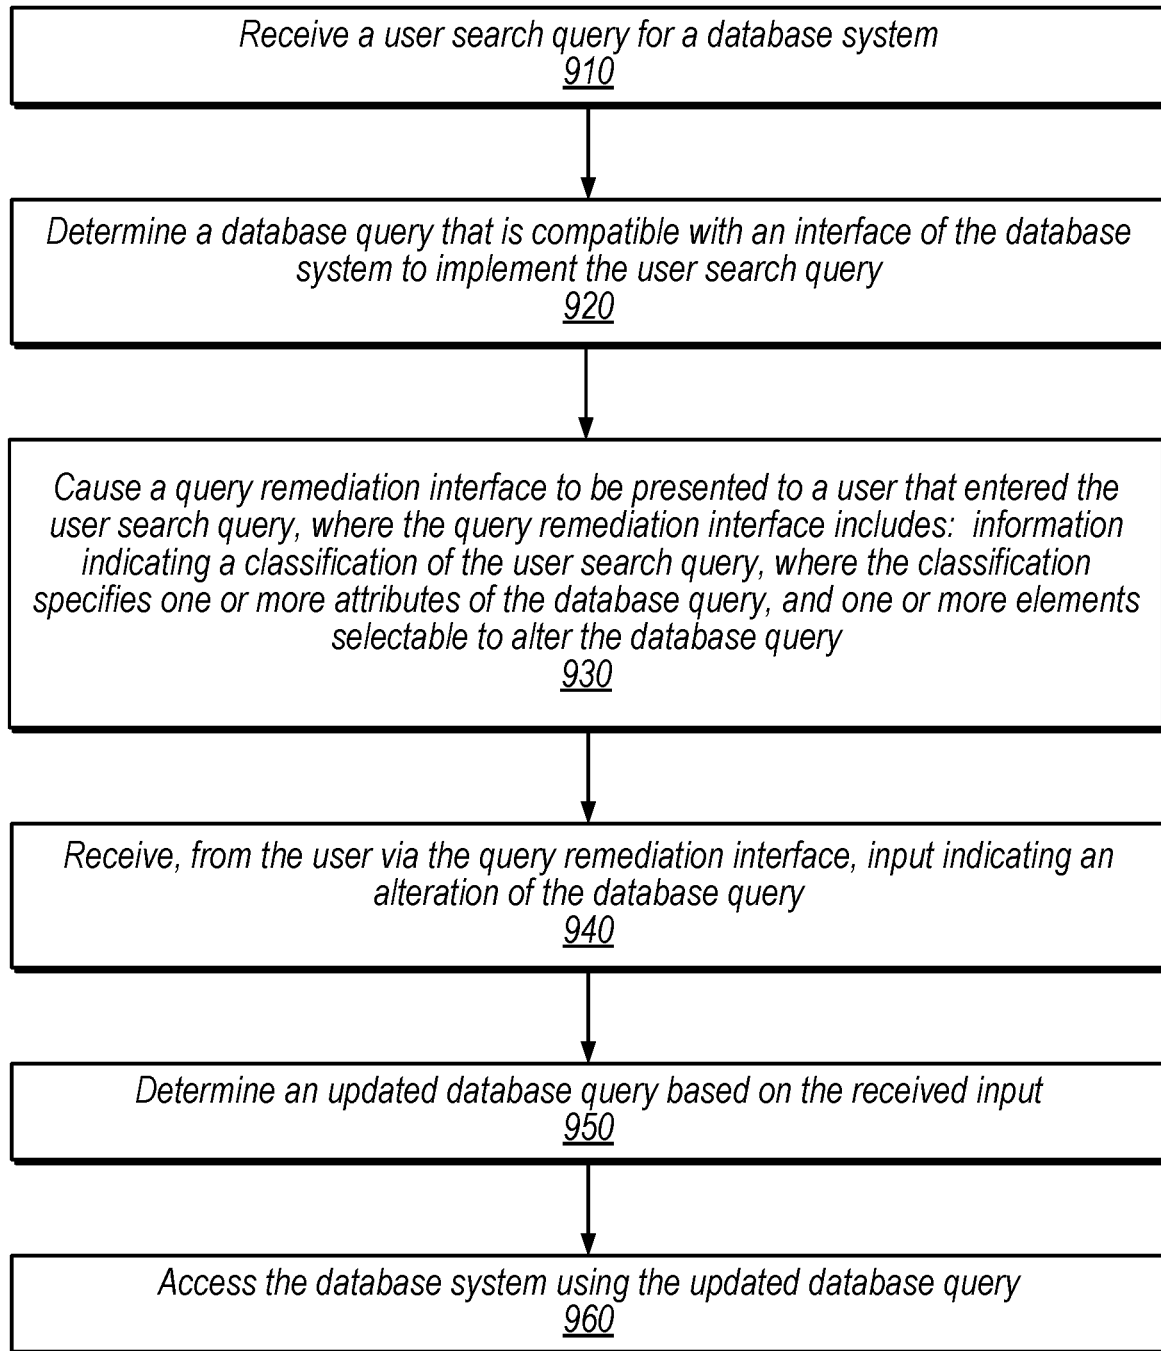 Receive a user search query for a database system
910
Determine a database query that is compatible with an interface of the database
system to implement the user search query
920
Cause a query remediation interface to be presented to a user that entered the
user search query, where the query remediation interface includes: information
indicating a classification of the user search query, where the classification
specifies one or more attributes of the database query, and one or more elements
selectable to alter the database query
930
Receive, from the user via the query remediation interface, input indicating an
alteration of the database query
940
Determine an updated database query based on the received input
950
Access the database system using the updated database query
960